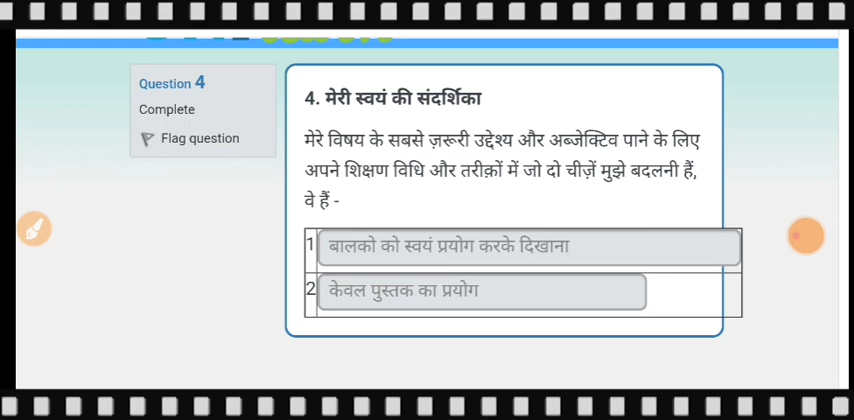 Question 4
Complete
Flag question
4. मेरी स्वयं की संदर्शिका
मेरे विषय के सबसे ज़रूरी उद्देश्य और अब्जेक्टिव पाने के लिए
अपने शिक्षण विधि और तरीक़ों में जो दो चीज़ें मुझे बदलनी हैं,
वे हैं -
1 बालको को स्वयं प्रयोग करके दिखाना
2 केवल पुस्तक का प्रयोग